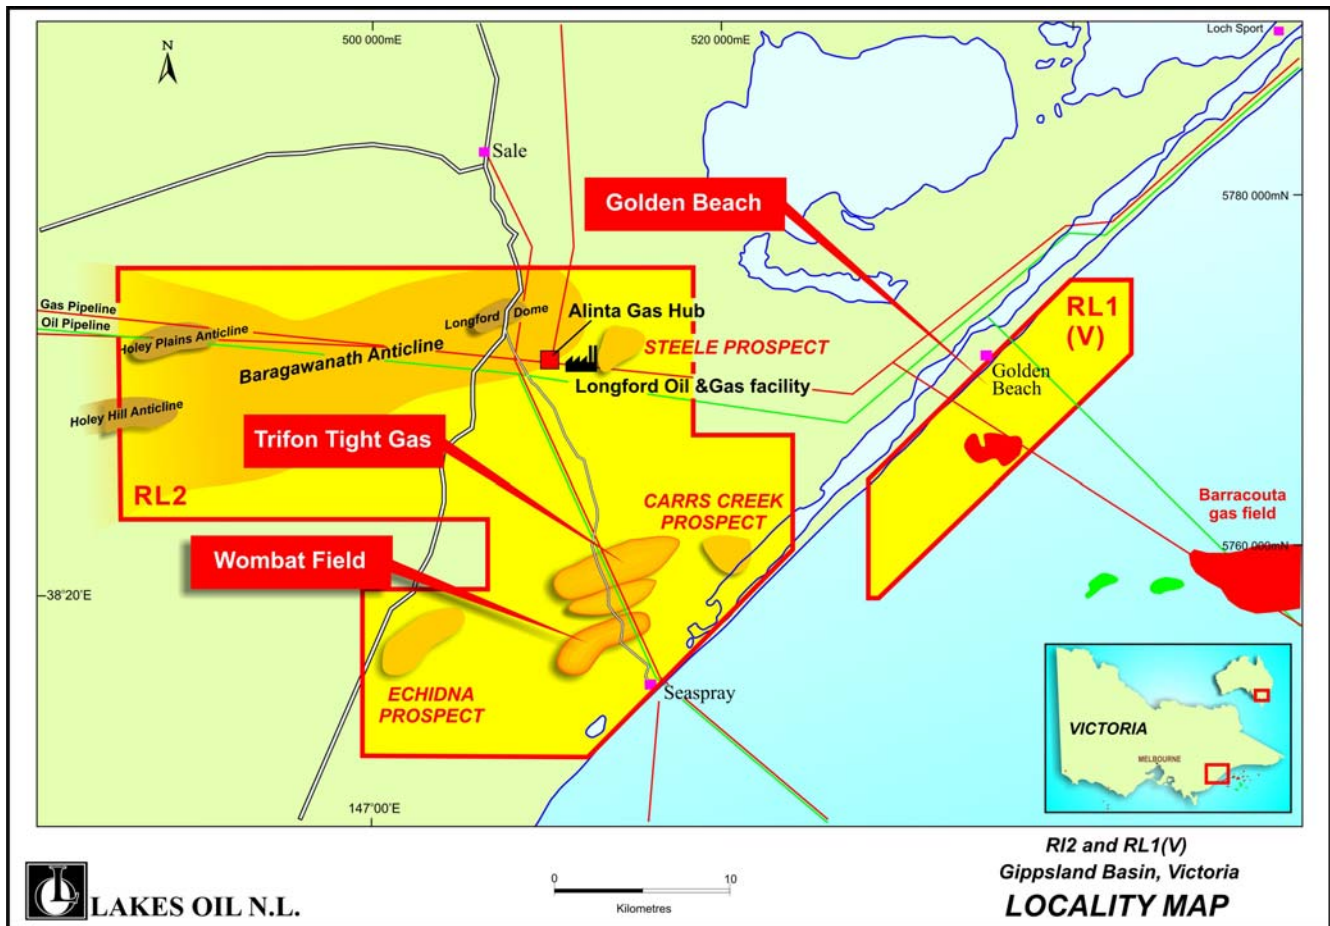 500 000mE
520 000mE
Loch Sport
N
Sale
5780 000mN
Golden Beach
RL1
(V)
Gas Pipeline
Oil Pipeline
Holey Plains Anticline
Longford Dome
Alinta Gas Hub
STEELE PROSPECT
Baragawanath Anticline
Longford Oil &Gas facility
Golden
Beach
Holey Hill Anticline
Trifon Tight Gas
RL2
CARRS CREEK
PROSPECT
Barracouta
gas field
Wombat Field
5760 000mN
38°20'E
ECHIDNA
PROSPECT
Seaspray
VICTORIA
MELBOURNE
147°00'E
Rl2 and RL1(V)
Gippsland Basin, Victoria
LOCALITY MAP
LAKES OIL N.L.
0
10
Kilometres